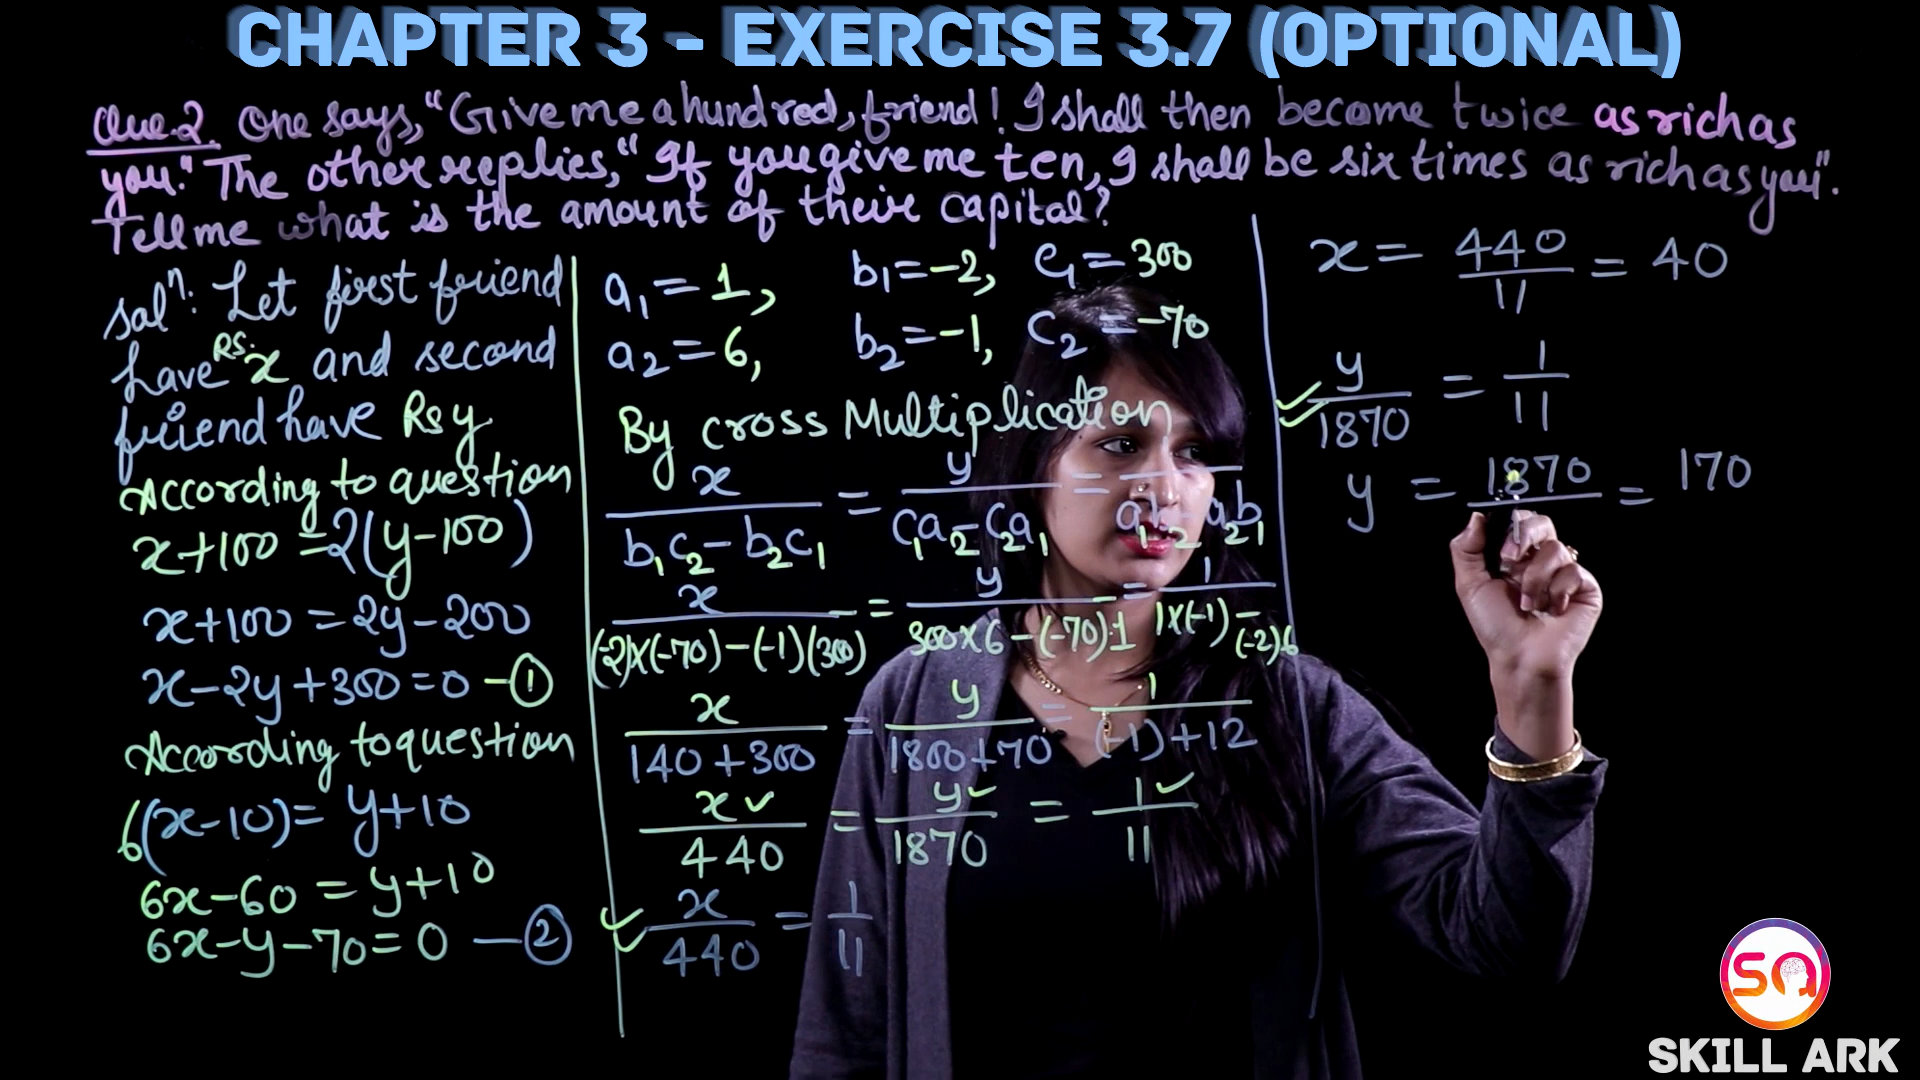 CHAPTER 3 - EXERCISE 3.7 (OPTIONAL)
Que.2. One says, "Give me a hundred, friend! I shall then become twice as rich as
you." The other replies, "If you give me ten, I shall be six times as rich as you".
Tell me what is the amount of their capital?
solⁿ: Let first friend
have Rs. x and second
friend have Rs y
According to question
x+100 = 2(y-100)
x+100 = 2y-200
x-2y+300=0 -①
According to question
6(x-10)= y+10
6x-60 = y+10
6x-y-70=0 -②
a₁ = 1, b₁=-2, c₁= 300
a₂ = 6, b₂=-1, c₂ =-70
By cross Multiplication
x/(b₁c₂-b₂c₁) = y/(c₁a₂-c₂a₁) = 1/(a₁b₂-a₂b₁)
x/((-2)x(-70)-(-1)(300)) = y/(300x6-(-70).1) = 1/(1x(-1)-(-2)6)
x/(140+300) = y/(1800+70) = 1/((-1)+12)
x✓/440 = y✓/1870 = 1✓/11
✓ x/440 = 1/11
x = 440/11 = 40
✓ y/1870 = 1/11
y = 1870/ = 170
SA
SKILL ARK